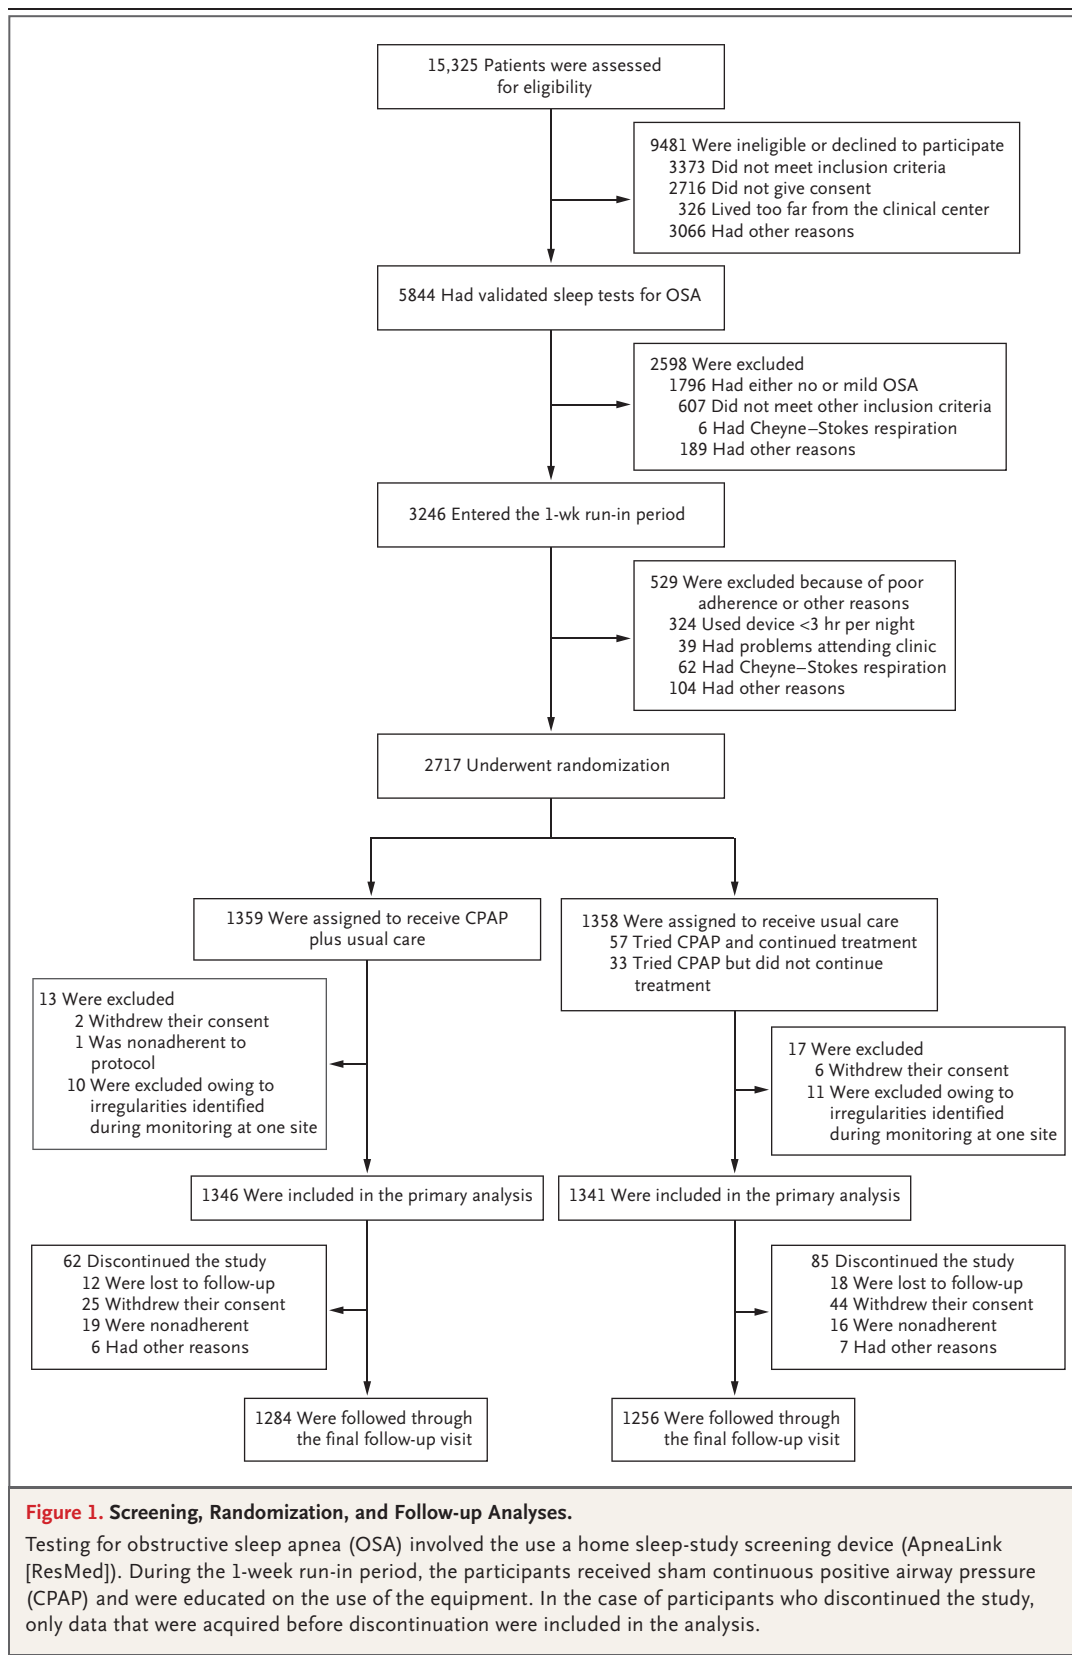 15,325 Patients were assessed
for eligibility
9481 Were ineligible or declined to participate
3373 Did not meet inclusion criteria
2716 Did not give consent
326 Lived too far from the clinical center
3066 Had other reasons
5844 Had validated sleep tests for OSA
2598 Were excluded
1796 Had either no or mild OSA
607 Did not meet other inclusion criteria
6 Had Cheyne–Stokes respiration
189 Had other reasons
3246 Entered the 1-wk run-in period
529 Were excluded because of poor
adherence or other reasons
324 Used device <3 hr per night
39 Had problems attending clinic
62 Had Cheyne–Stokes respiration
104 Had other reasons
2717 Underwent randomization
1359 Were assigned to receive CPAP
plus usual care
1358 Were assigned to receive usual care
57 Tried CPAP and continued treatment
33 Tried CPAP but did not continue
treatment
13 Were excluded
2 Withdrew their consent
1 Was nonadherent to
protocol
10 Were excluded owing to
irregularities identified
during monitoring at one site
17 Were excluded
6 Withdrew their consent
11 Were excluded owing to
irregularities identified
during monitoring at one site
1346 Were included in the primary analysis
1341 Were included in the primary analysis
62 Discontinued the study
12 Were lost to follow-up
25 Withdrew their consent
19 Were nonadherent
6 Had other reasons
85 Discontinued the study
18 Were lost to follow-up
44 Withdrew their consent
16 Were nonadherent
7 Had other reasons
1284 Were followed through
the final follow-up visit
1256 Were followed through
the final follow-up visit
Figure 1. Screening, Randomization, and Follow-up Analyses.
Testing for obstructive sleep apnea (OSA) involved the use a home sleep-study screening device (ApneaLink
[ResMed]). During the 1-week run-in period, the participants received sham continuous positive airway pressure
(CPAP) and were educated on the use of the equipment. In the case of participants who discontinued the study,
only data that were acquired before discontinuation were included in the analysis.